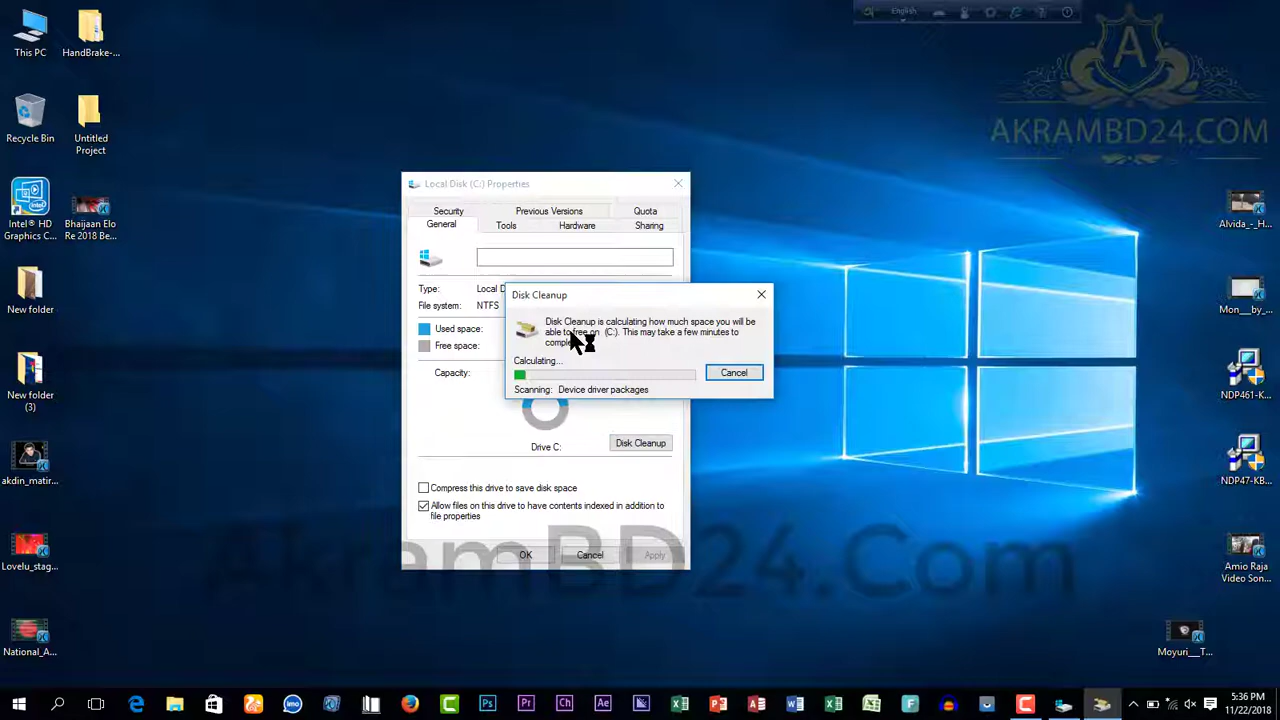 English
A
AKRAMBD24.COM
This PC
HandBrake-...
Recycle Bin
Untitled
Project
Intel® HD
Graphics C...
Bhaijaan Elo
Re 2018 Be...
New folder
New folder
(3)
akdin_matir...
Lovelu_stag...
National_A...
Local Disk (C:) Properties
Security
Previous Versions
Quota
General
Tools
Hardware
Sharing
Type:
Local D
File system:
NTFS
Used space:
Free space:
Capacity:
Drive C:
Disk Cleanup
Compress this drive to save disk space
Allow files on this drive to have contents indexed in addition to
file properties
OK
Cancel
Apply
Disk Cleanup
Disk Cleanup is calculating how much space you will be
able to free on (C:). This may take a few minutes to
Calculating...
Cancel
Scanning: Device driver packages
AkramBD24.Com
Alvida_-_H...
Mon__by_...
NDP461-K...
NDP47-KB...
Amio Raja
Video Son...
Moyuri___T...
imo
Ps
Pr
Ch
Ae
F
5:36 PM
11/22/2018